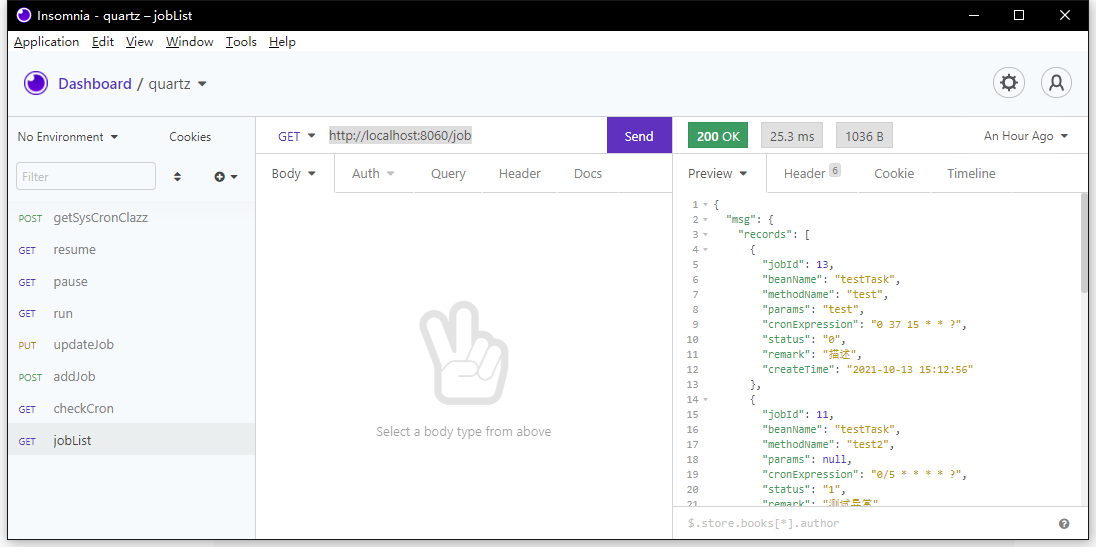 Insomnia - quartz – jobList
Application Edit View Window Tools Help
Dashboard / quartz
No Environment Cookies
Filter
POST getSysCronClazz
GET resume
GET pause
GET run
PUT updateJob
POST addJob
GET checkCron
GET jobList
GET http://localhost:8060/job Send
Body Auth Query Header Docs
Select a body type from above
200 OK 25.3 ms 1036 B An Hour Ago
Preview Header 6 Cookie Timeline
1 {
2 "msg": {
3 "records": [
4 {
5 "jobId": 13,
6 "beanName": "testTask",
7 "methodName": "test",
8 "params": "test",
9 "cronExpression": "0 37 15 * * ?",
10 "status": "0",
11 "remark": "描述",
12 "createTime": "2021-10-13 15:12:56"
13 },
14 {
15 "jobId": 11,
16 "beanName": "testTask",
17 "methodName": "test2",
18 "params": null,
19 "cronExpression": "0/5 * * * * ?",
20 "status": "1",
21 "remark": "测试异常"
$.store.books[*].author